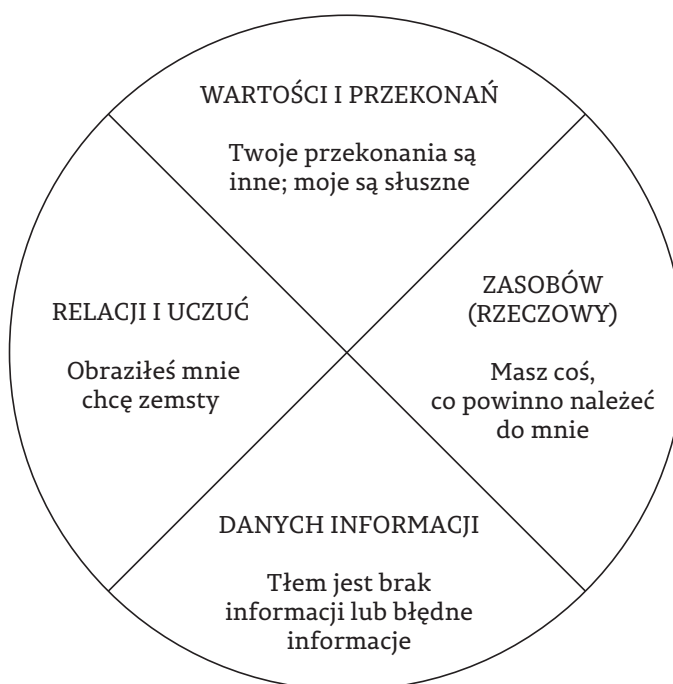 WARTOŚCI I PRZEKONAŃ
Twoje przekonania są
inne; moje są słuszne
RELACJI I UCZUĆ
Obraziłeś mnie
chcę zemsty
ZASOBÓW
(RZECZOWY)
Masz coś,
co powinno należeć
do mnie
DANYCH INFORMACJI
Tłem jest brak
informacji lub błędne
informacje